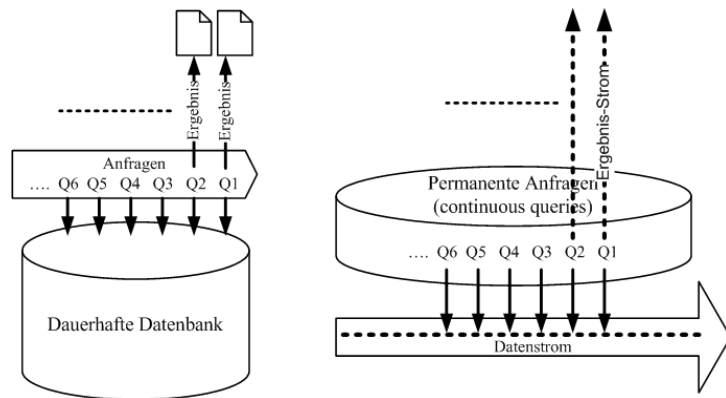 Ergebnis
Ergebnis
Anfragen
.... Q6 Q5 Q4 Q3 Q2 Q1
Dauerhafte Datenbank
Ergebnis-Strom
Permanente Anfragen
(continuous queries)
.... Q6 Q5 Q4 Q3 Q2 Q1
Datenstrom